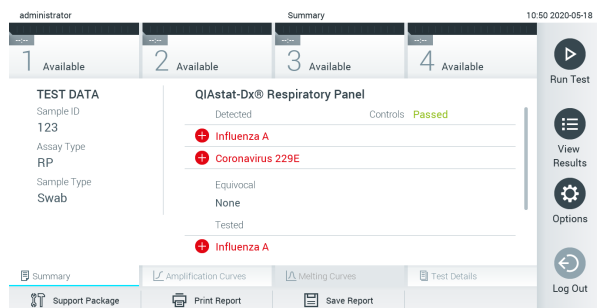 administrator Summary 10:50 2020-05-18
--:-- --:-- --:-- --:--
1 Available 2 Available 3 Available 4 Available
Run Test
TEST DATA
Sample ID
123
Assay Type
RP
Sample Type
Swab
QIAstat-Dx® Respiratory Panel
Detected Controls Passed
Influenza A
Coronavirus 229E
Equivocal
None
Tested
Influenza A
View
Results
Options
Log Out
Summary Amplification Curves Melting Curves Test Details
Support Package Print Report Save Report